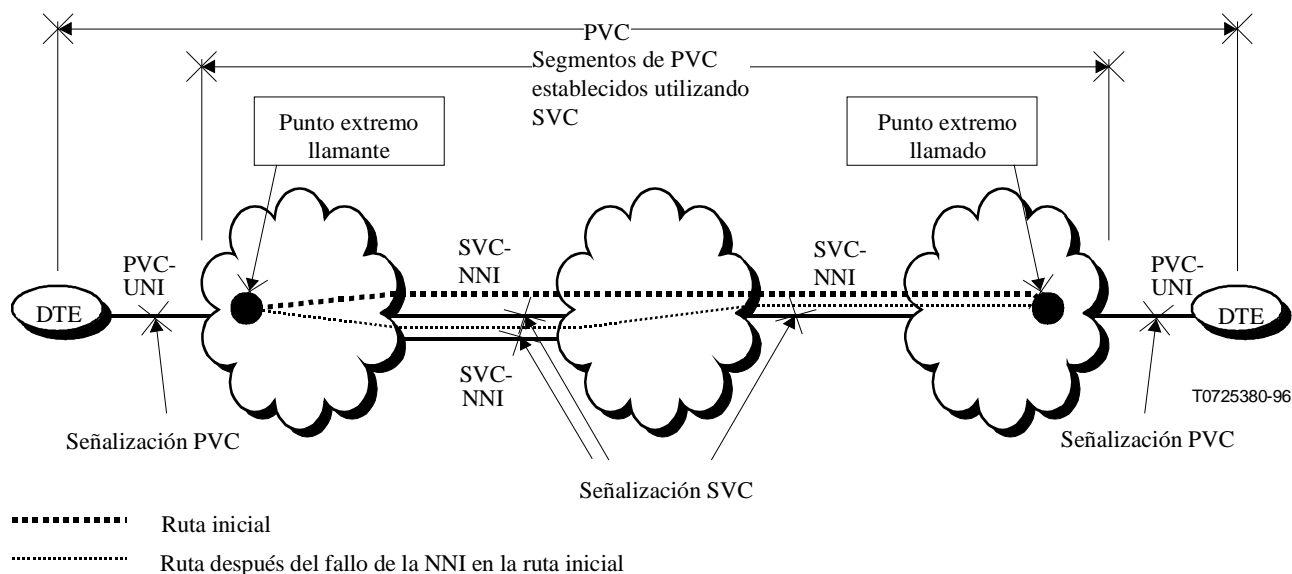 PVC
Segmentos de PVC
establecidos utilizando
SVC
Punto extremo
llamante
Punto extremo
llamado
SVC-
NNI
SVC-
NNI
PVC-
UNI
PVC-
UNI
DTE
DTE
SVC-
NNI
T0725380-96
Señalización PVC
Señalización PVC
Señalización SVC
Ruta inicial
Ruta después del fallo de la NNI en la ruta inicial